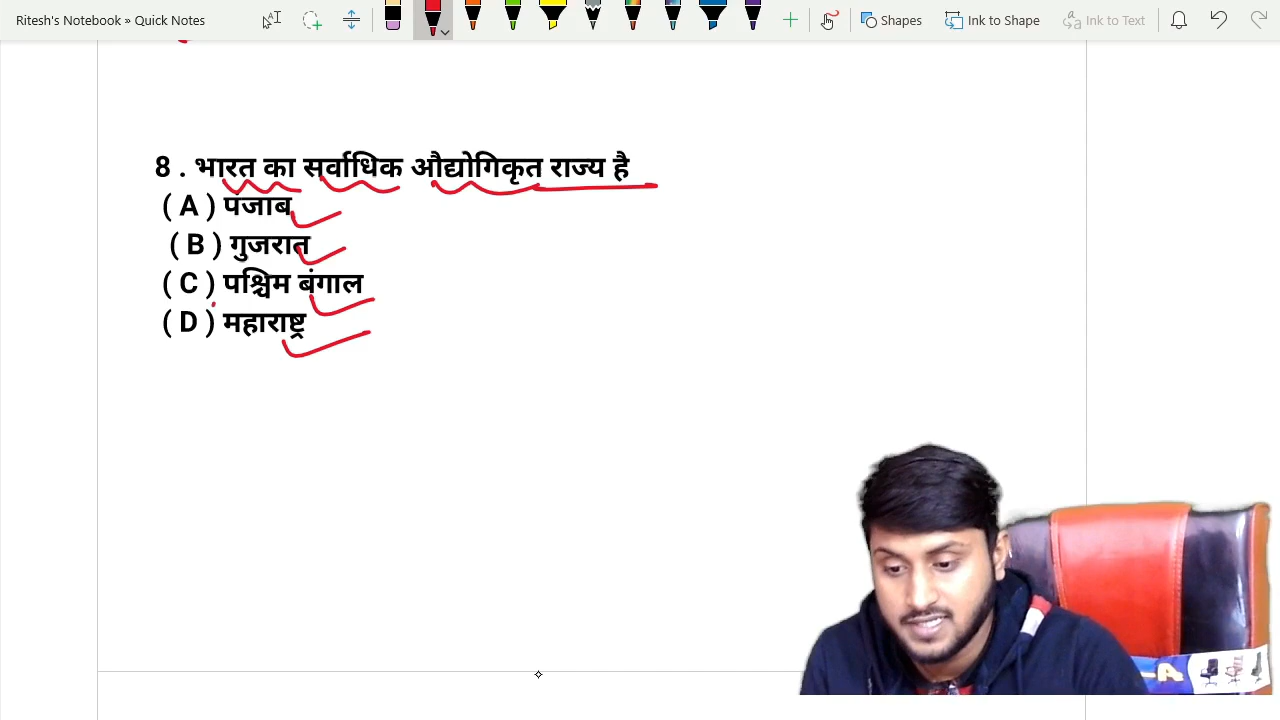 Ritesh's Notebook » Quick Notes
Shapes
Ink to Shape
Ink to Text
8 . भारत का सर्वाधिक औद्योगिकृत राज्य है
( A ) पंजाब
( B ) गुजरात
( C ) पश्चिम बंगाल
( D ) महाराष्ट्र
-A